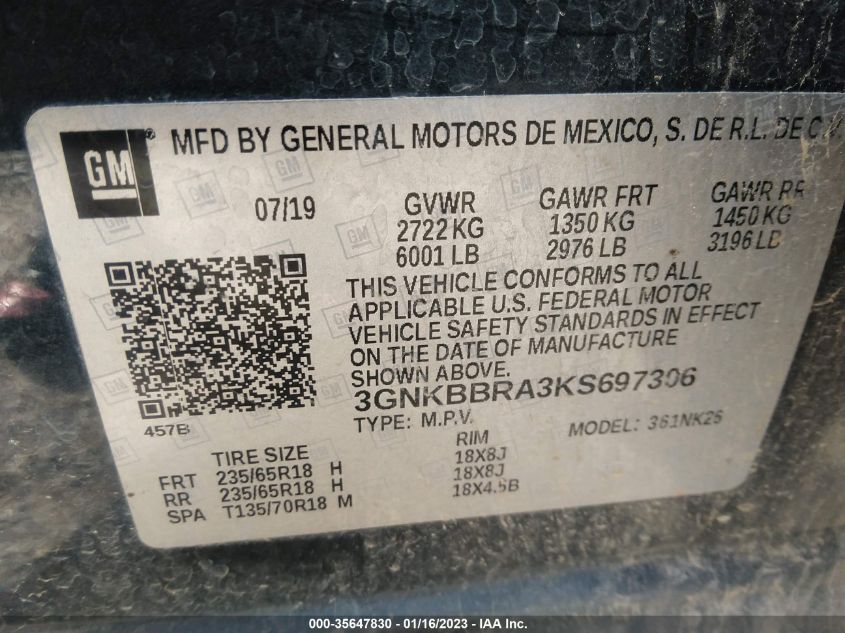 GM ® MFD BY GENERAL MOTORS DE MEXICO, S. DE R.L. DE C.V.
07/19 GVWR GAWR FRT GAWR RR
2722 KG 1350 KG 1450 KG
6001 LB 2976 LB 3196 LB
THIS VEHICLE CONFORMS TO ALL
APPLICABLE U.S. FEDERAL MOTOR
VEHICLE SAFETY STANDARDS IN EFFECT
ON THE DATE OF MANUFACTURE
SHOWN ABOVE.
3GNKBBRA3KS697306
457B TYPE: M.P.V. MODEL: 361NK26
TIRE SIZE RIM
FRT 235/65R18 H 18X8J
RR 235/65R18 H 18X8J
SPA T135/70R18 M 18X4.5B
000-35647830 - 01/16/2023 - IAA Inc.